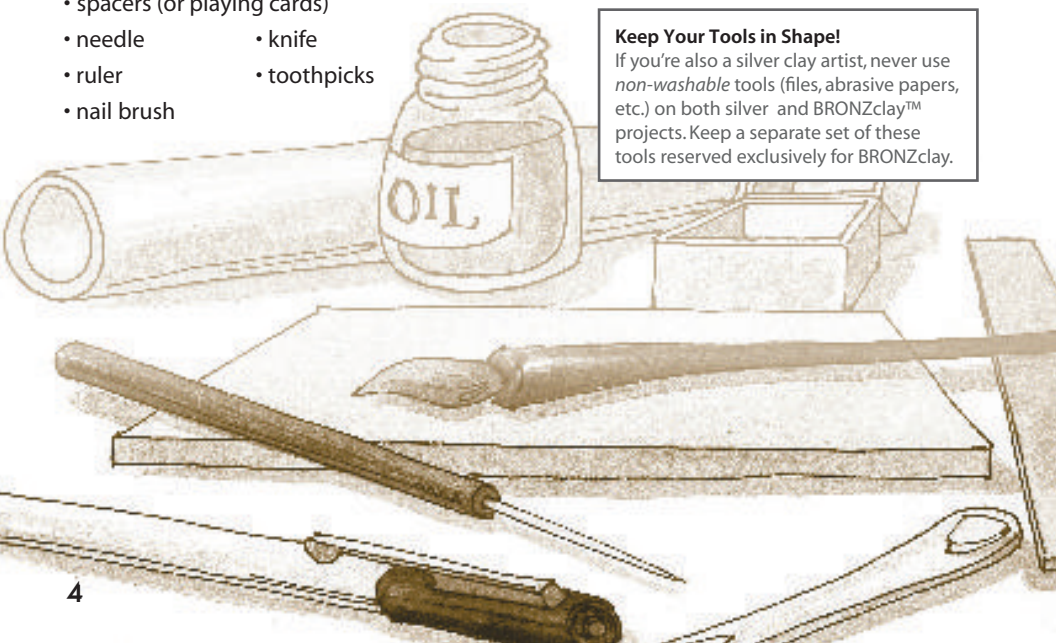 • spacers (or playing cards)
• needle
• knife
• ruler
• toothpicks
• nail brush
Keep Your Tools in Shape!
If you're also a silver clay artist, never use
non-washable tools (files, abrasive papers,
etc.) on both silver and BRONZclay™
projects. Keep a separate set of these
tools reserved exclusively for BRONZclay.
OIL
4